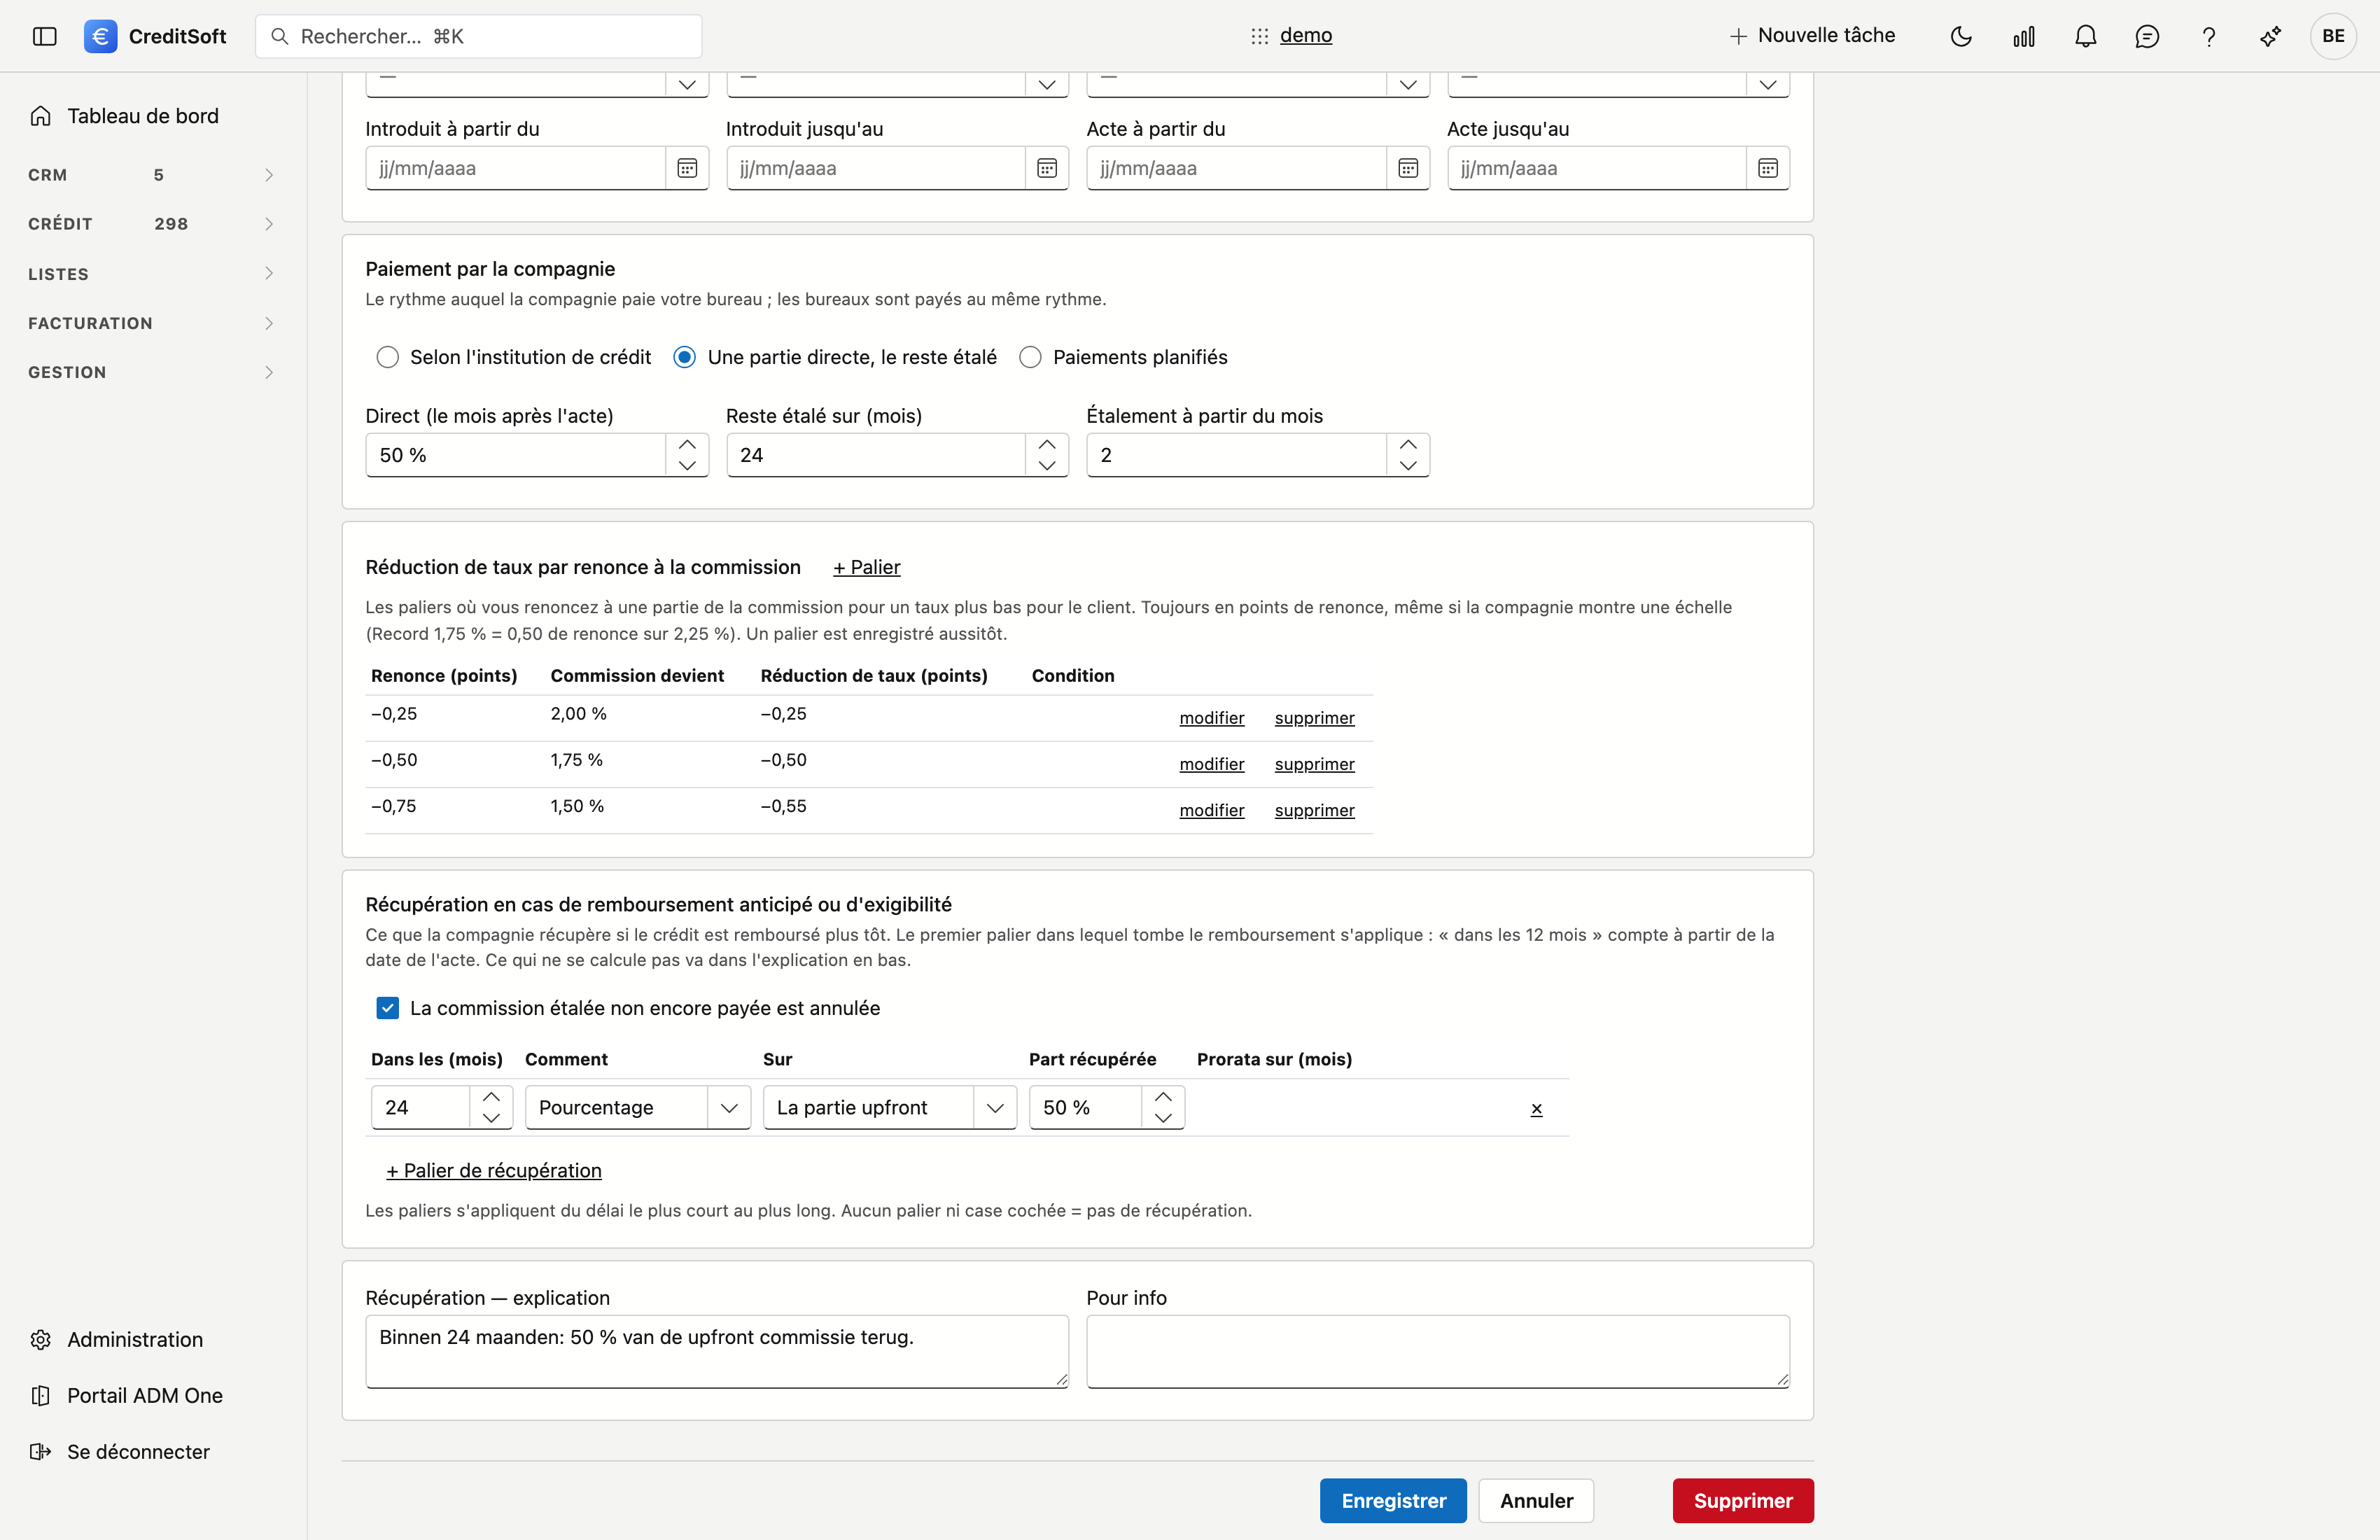 CreditSoft
Rechercher... ⌘K
demo
Nouvelle tâche
BE
Tableau de bord
CRM 5
CRÉDIT 298
LISTES
FACTURATION
GESTION
Administration
Portail ADM One
Se déconnecter
— — — —
Introduit à partir du Introduit jusqu'au Acte à partir du Acte jusqu'au
jj/mm/aaaa jj/mm/aaaa jj/mm/aaaa jj/mm/aaaa
Paiement par la compagnie
Le rythme auquel la compagnie paie votre bureau ; les bureaux sont payés au même rythme.
Selon l'institution de crédit Une partie directe, le reste étalé Paiements planifiés
Direct (le mois après l'acte) Reste étalé sur (mois) Étalement à partir du mois
50 % 24 2
Réduction de taux par renonce à la commission + Palier
Les paliers où vous renoncez à une partie de la commission pour un taux plus bas pour le client. Toujours en points de renonce, même si la compagnie montre une échelle
(Record 1,75 % = 0,50 de renonce sur 2,25 %). Un palier est enregistré aussitôt.
Renonce (points) Commission devient Réduction de taux (points) Condition
−0,25 2,00 % −0,25 modifier supprimer
−0,50 1,75 % −0,50 modifier supprimer
−0,75 1,50 % −0,55 modifier supprimer
Récupération en cas de remboursement anticipé ou d'exigibilité
Ce que la compagnie récupère si le crédit est remboursé plus tôt. Le premier palier dans lequel tombe le remboursement s'applique : « dans les 12 mois » compte à partir de la
date de l'acte. Ce qui ne se calcule pas va dans l'explication en bas.
La commission étalée non encore payée est annulée
Dans les (mois) Comment Sur Part récupérée Prorata sur (mois)
24 Pourcentage La partie upfront 50 % x
+ Palier de récupération
Les paliers s'appliquent du délai le plus court au plus long. Aucun palier ni case cochée = pas de récupération.
Récupération — explication Pour info
Binnen 24 maanden: 50 % van de upfront commissie terug.
Enregistrer Annuler Supprimer